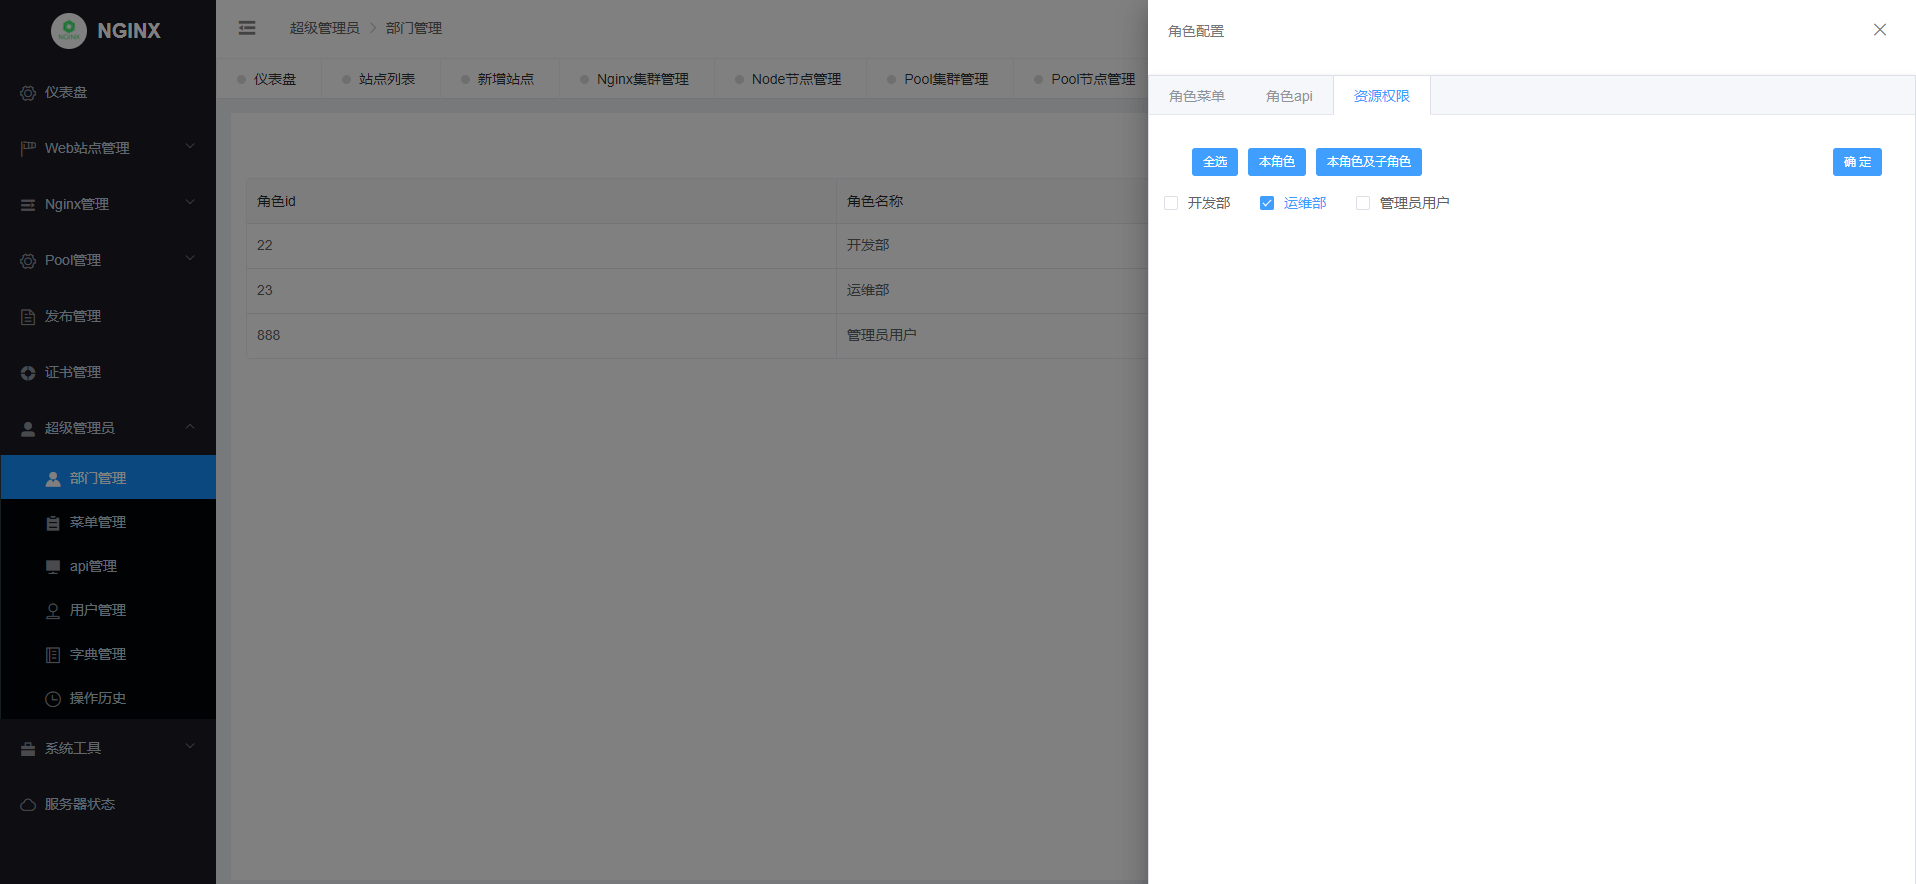 NGINX
仪表盘
Web站点管理
Nginx管理
Pool管理
发布管理
证书管理
超级管理员
部门管理
菜单管理
api管理
用户管理
字典管理
操作历史
系统工具
服务器状态
超级管理员 > 部门管理
仪表盘 站点列表 新增站点 Nginx集群管理 Node节点管理 Pool集群管理 Pool节点管理
角色id 角色名称
22 开发部
23 运维部
888 管理员用户
角色配置
角色菜单 角色api 资源权限
全选 本角色 本角色及子角色 确 定
开发部 运维部 管理员用户